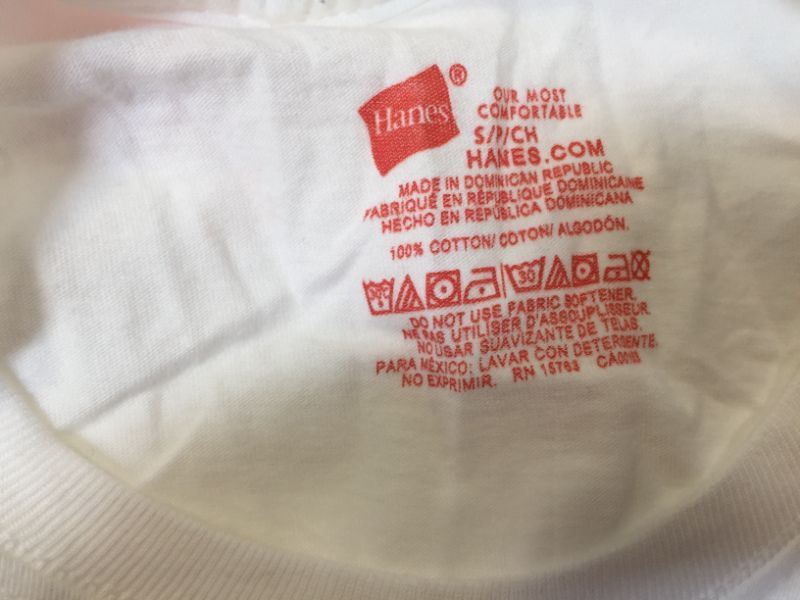 Hanes®
OUR MOST
COMFORTABLE
S/P/CH
HANES.COM
MADE IN DOMINICAN REPUBLIC
FABRIQUÉ EN RÉPUBLIQUE DOMINICAINE
HECHO EN REPÚBLICA DOMINICANA
100% COTTON/ COTON/ ALGODÓN.
30
DO NOT USE FABRIC SOFTENER.
NE PAS UTILISER D'ASSOUPLISSEUR.
NO USAR SUAVIZANTE DE TELAS.
PARA MÉXICO: LAVAR CON DETERGENTE.
NO EXPRIMIR. RN 15763